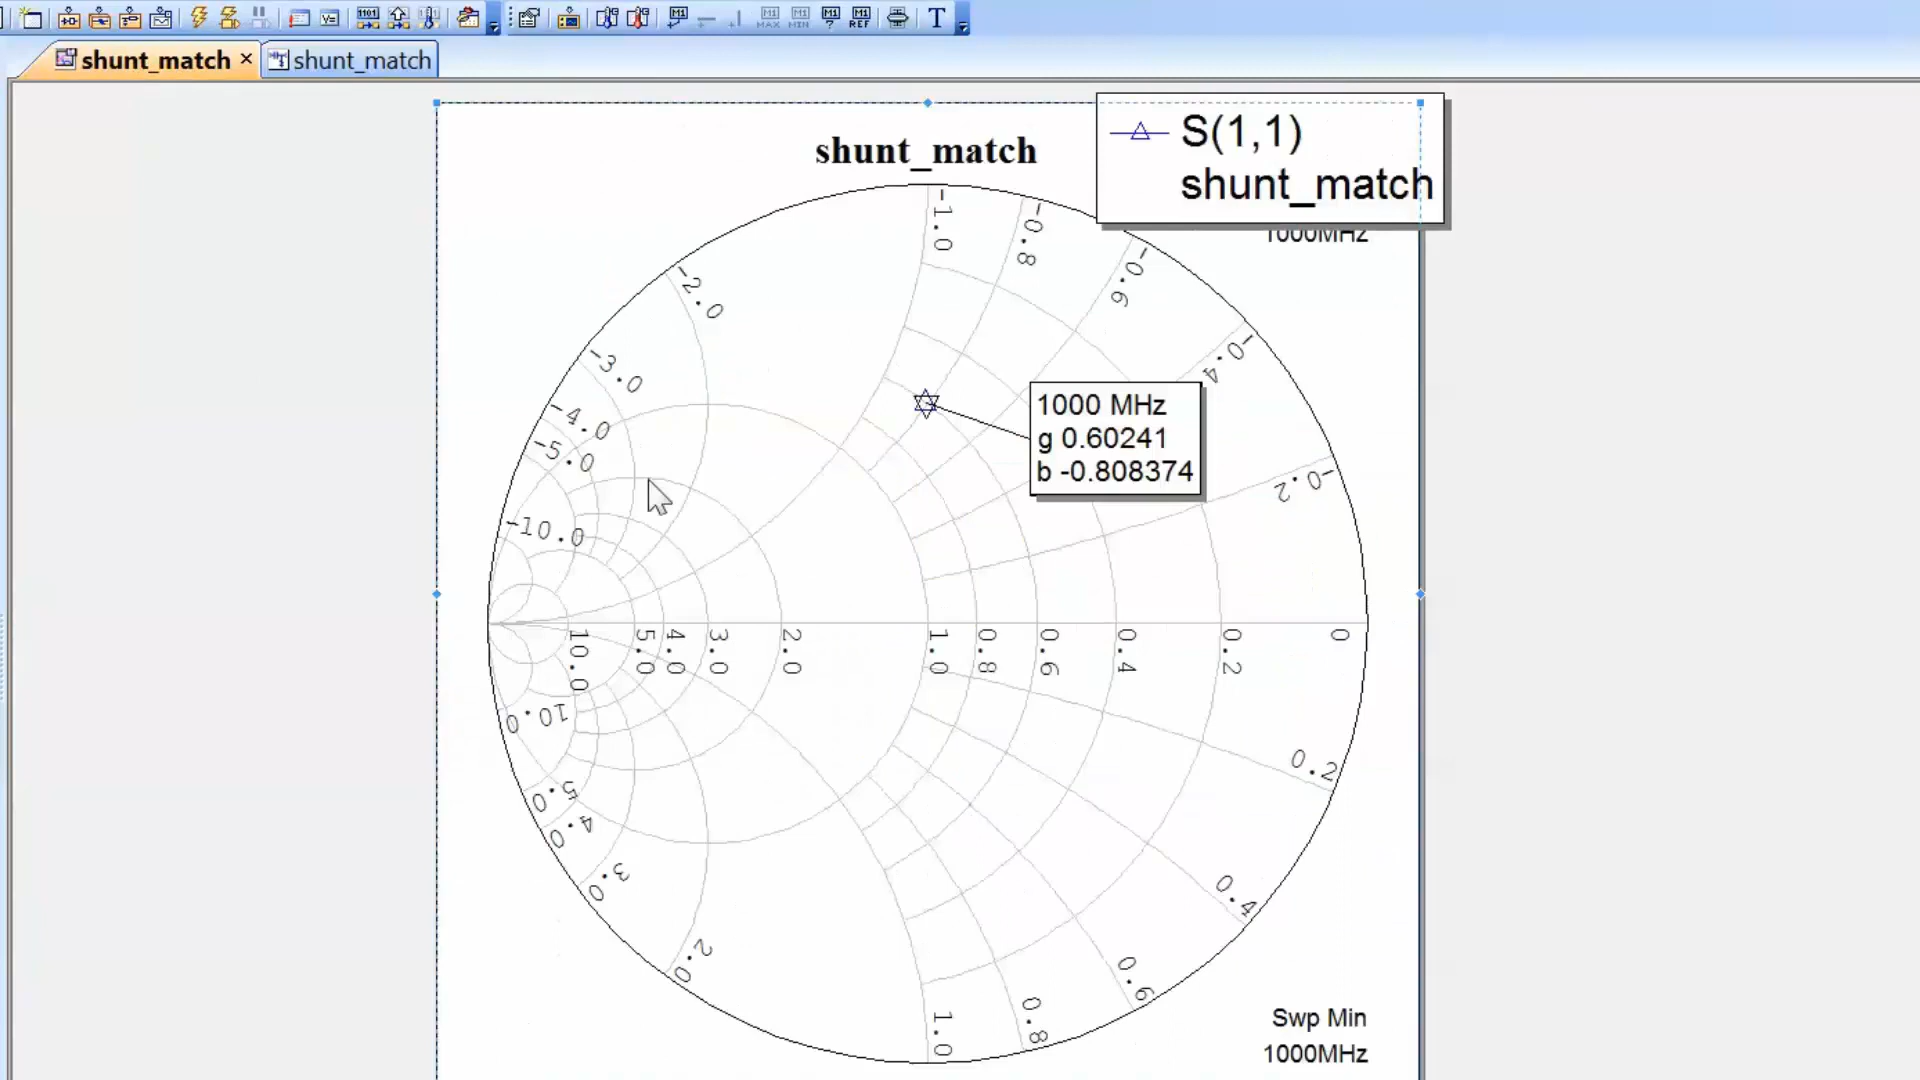 shunt_match
shunt_match
shunt_match
S(1,1)
shunt_match
1000MHz
-1.0
-0.8
-0.6
-0.4
-0.2
-2.0
-3.0
-4.0
-5.0
-10.0
1000 MHz
g 0.60241
b -0.808374
10.0
5.0
4.0
3.0
2.0
1.0
0.8
0.6
0.4
0.2
0
10.0
5.0
4.0
3.0
2.0
1.0
0.8
0.6
0.4
0.2
Swp Min
1000MHz